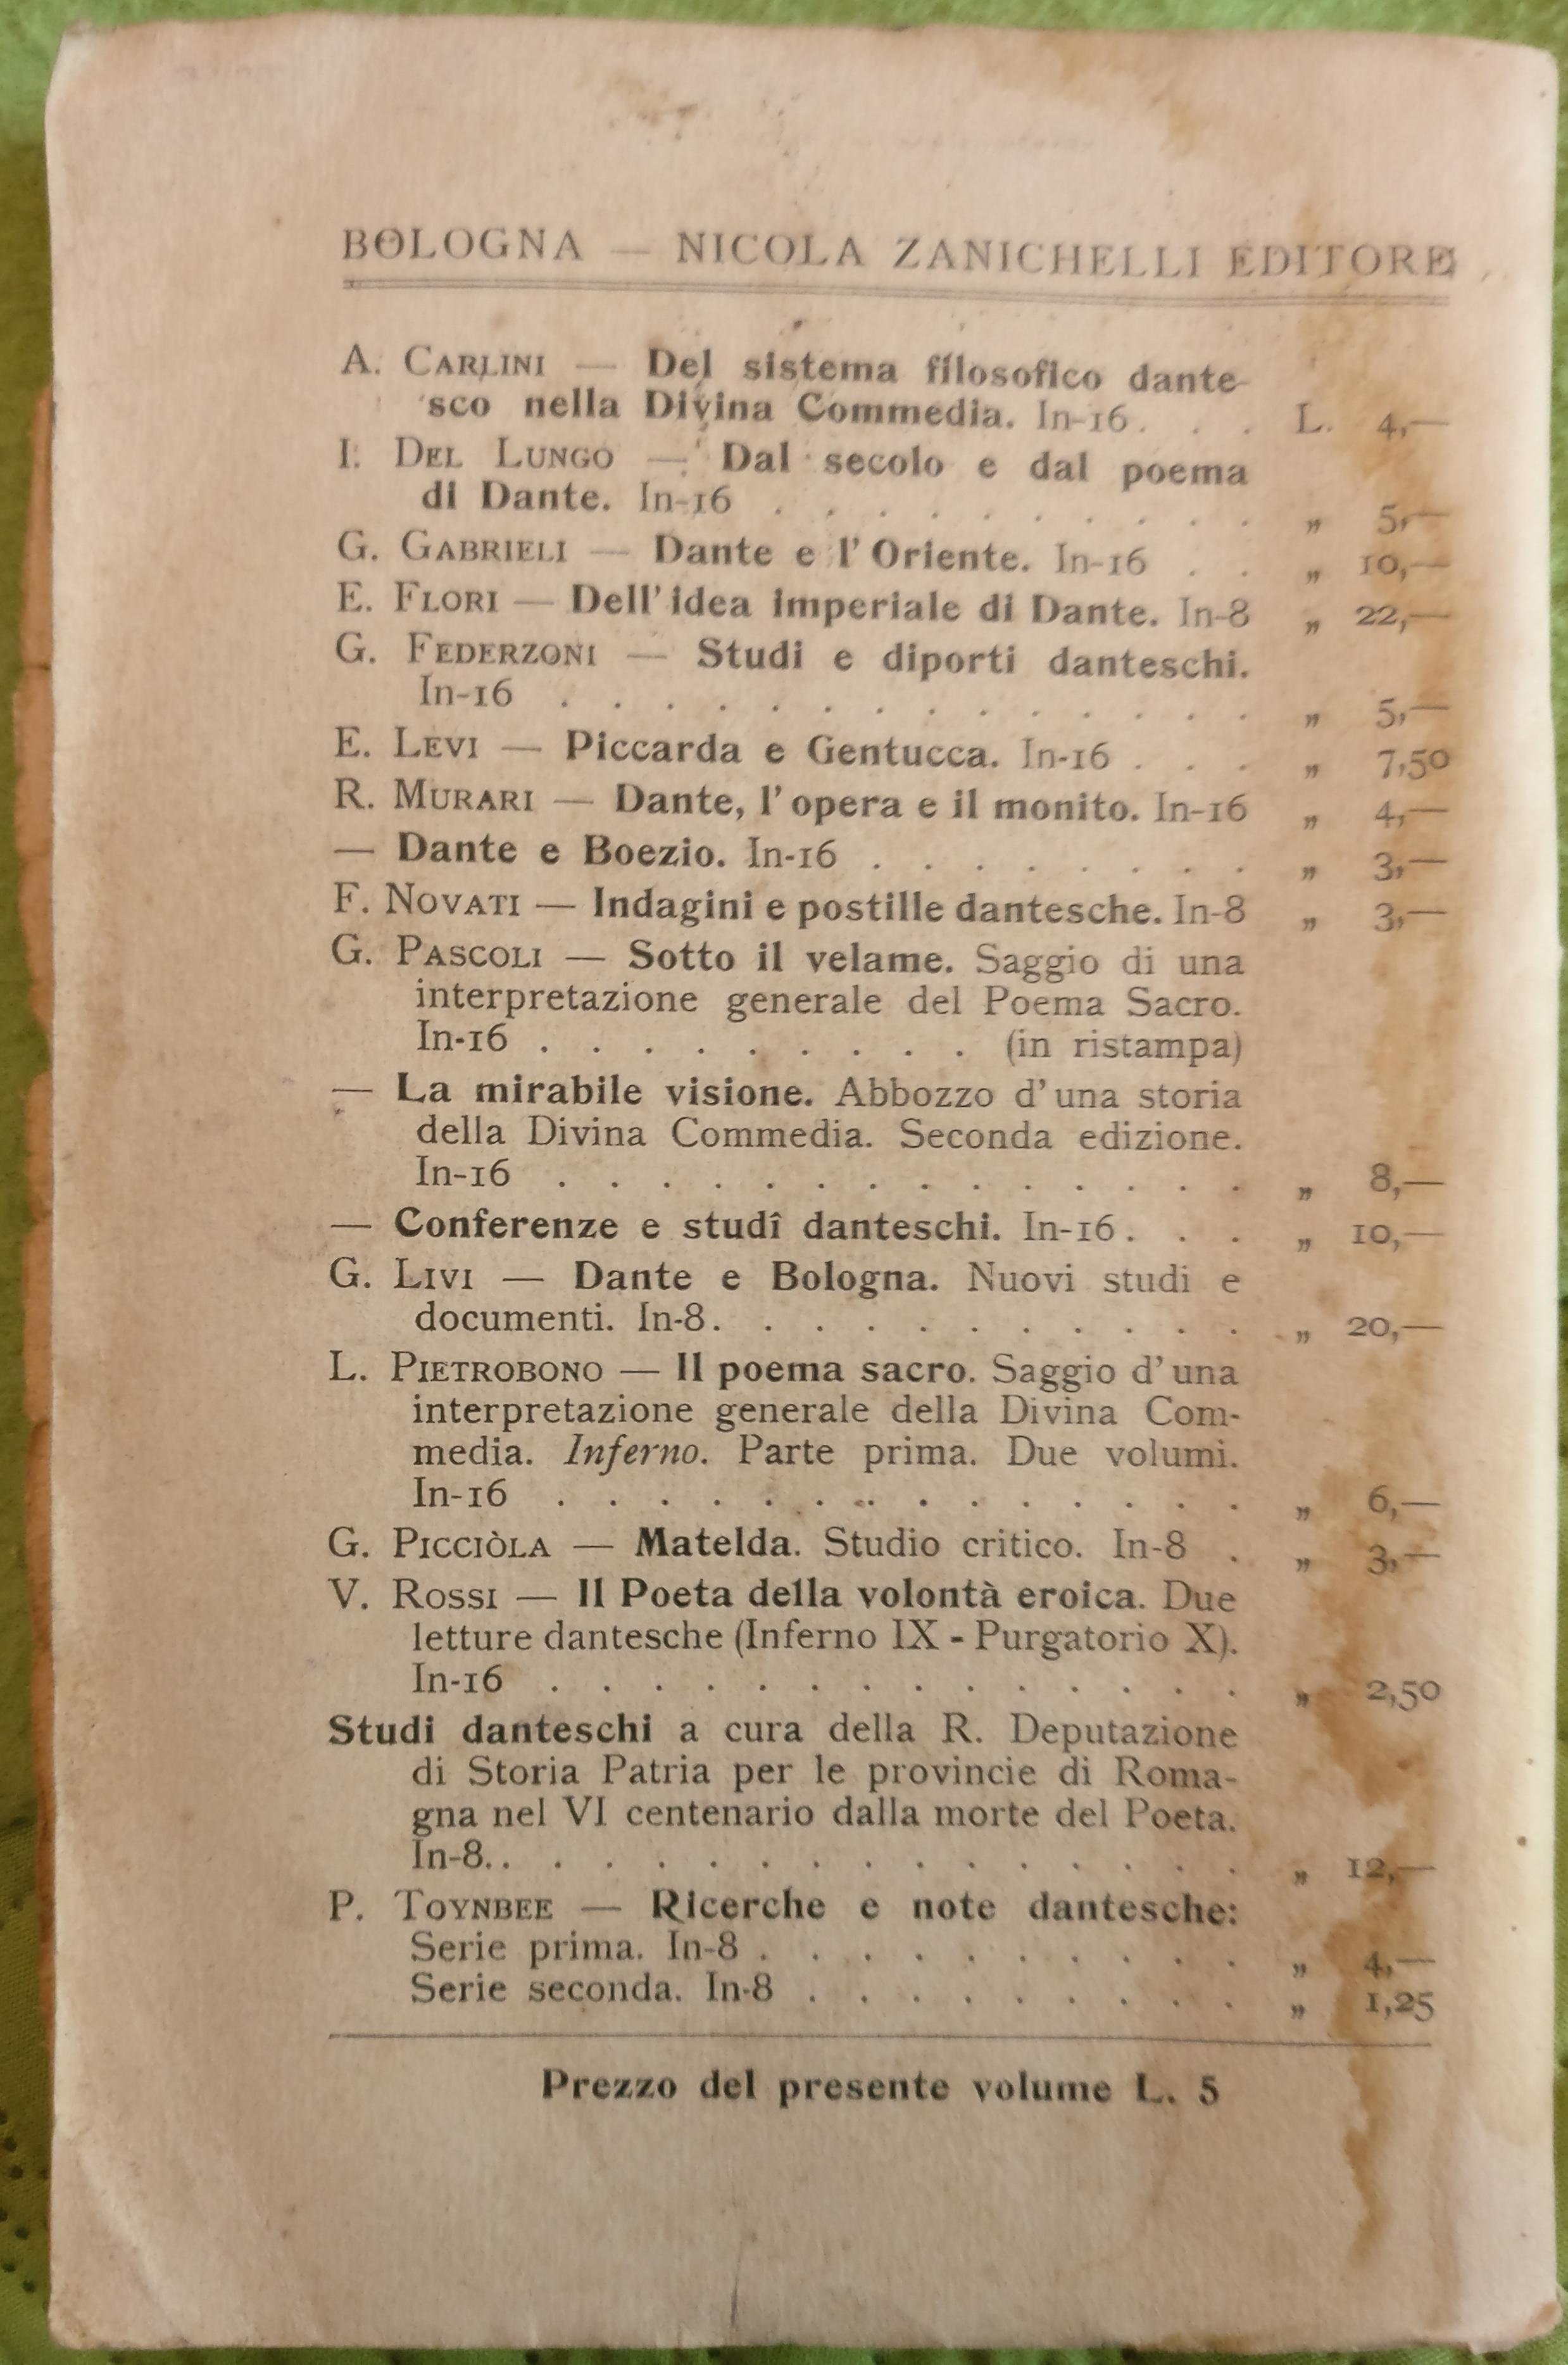 BOLOGNA — NICOLA ZANICHELLI EDITORE
A. CARLINI — Del sistema filosofico dante-
sco nella Divina Commedia. In-16. . . L. 4,—
I. DEL LUNGO — Dal secolo e dal poema
di Dante. In-16 . . . . . . . . . . „ 5,—
G. GABRIELI — Dante e l' Oriente. In-16 . . „ 10,—
E. FLORI — Dell' idea imperiale di Dante. In-8 „ 22,—
G. FEDERZONI — Studi e diporti danteschi.
In-16 . . . . . . . . . . . . . . „ 5,—
E. LEVI — Piccarda e Gentucca. In-16 . . . „ 7,50
R. MURARI — Dante, l' opera e il monito. In-16 „ 4,—
— Dante e Boezio. In-16 . . . . . . . . „ 3,—
F. NOVATI — Indagini e postille dantesche. In-8 „ 3,—
G. PASCOLI — Sotto il velame. Saggio di una
interpretazione generale del Poema Sacro.
In-16 . . . . . . . . . (in ristampa)
— La mirabile visione. Abbozzo d' una storia
della Divina Commedia. Seconda edizione.
In-16 . . . . . . . . . . . . . . „ 8,—
— Conferenze e studî danteschi. In-16 . . . „ 10,—
G. LIVI — Dante e Bologna. Nuovi studi e
documenti. In-8. . . . . . . . . . . „ 20,—
L. PIETROBONO — Il poema sacro. Saggio d' una
interpretazione generale della Divina Com-
media. Inferno. Parte prima. Due volumi.
In-16 . . . . . . . . . . . . . . „ 6,—
G. PICCIÒLA — Matelda. Studio critico. In-8 . „ 3,—
V. ROSSI — Il Poeta della volontà eroica. Due
letture dantesche (Inferno IX - Purgatorio X).
In-16 . . . . . . . . . . . . . . „ 2,50
Studi danteschi a cura della R. Deputazione
di Storia Patria per le provincie di Roma-
gna nel VI centenario dalla morte del Poeta.
In-8. . . . . . . . . . . . . . . . „ 12,—
P. TOYNBEE — Ricerche e note dantesche:
Serie prima. In-8 . . . . . . . . . . „ 4,—
Serie seconda. In-8 . . . . . . . . . „ 1,25
Prezzo del presente volume L. 5